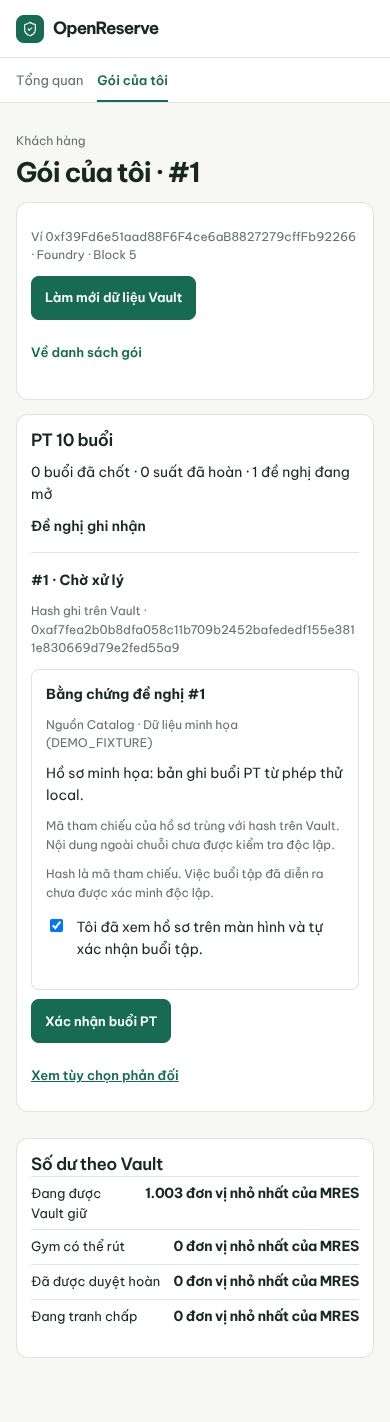 OpenReserve
Tổng quan Gói của tôi
Khách hàng
Gói của tôi · #1
Ví 0xf39Fd6e51aad88F6F4ce6aB8827279cffFb92266
· Foundry · Block 5
Làm mới dữ liệu Vault
Về danh sách gói
PT 10 buổi
0 buổi đã chốt · 0 suất đã hoàn · 1 đề nghị đang
mở
Đề nghị ghi nhận
#1 · Chờ xử lý
Hash ghi trên Vault ·
0xaf7fea2b0b8dfa058c11b709b2452bafededf155e381
1e830669d79e2fed55a9
Bằng chứng đề nghị #1
Nguồn Catalog · Dữ liệu minh họa
(DEMO_FIXTURE)
Hồ sơ minh họa: bản ghi buổi PT từ phép thử
local.
Mã tham chiếu của hồ sơ trùng với hash trên Vault.
Nội dung ngoài chuỗi chưa được kiểm tra độc lập.
Hash là mã tham chiếu. Việc buổi tập đã diễn ra
chưa được xác minh độc lập.
Tôi đã xem hồ sơ trên màn hình và tự
xác nhận buổi tập.
Xác nhận buổi PT
Xem tùy chọn phản đối
Số dư theo Vault
Đang được 1.003 đơn vị nhỏ nhất của MRES
Vault giữ
Gym có thể rút 0 đơn vị nhỏ nhất của MRES
Đã được duyệt hoàn 0 đơn vị nhỏ nhất của MRES
Đang tranh chấp 0 đơn vị nhỏ nhất của MRES